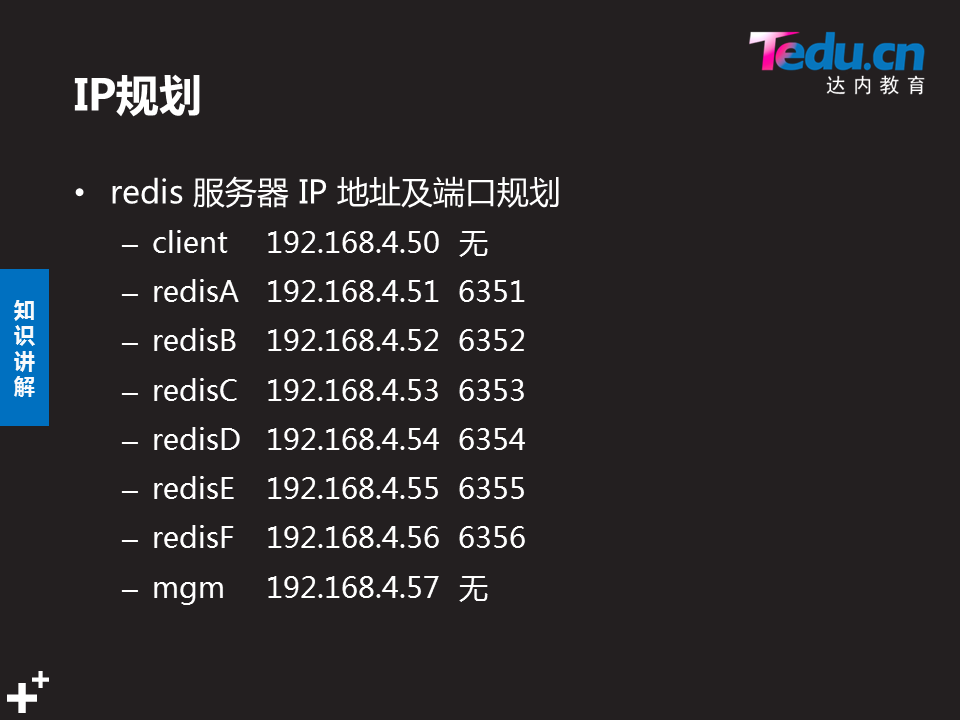 Tedu.cn
达内教育
IP规划
• redis 服务器 IP 地址及端口规划
– client 192.168.4.50 无
– redisA 192.168.4.51 6351
– redisB 192.168.4.52 6352
– redisC 192.168.4.53 6353
– redisD 192.168.4.54 6354
– redisE 192.168.4.55 6355
– redisF 192.168.4.56 6356
– mgm 192.168.4.57 无
知识讲解